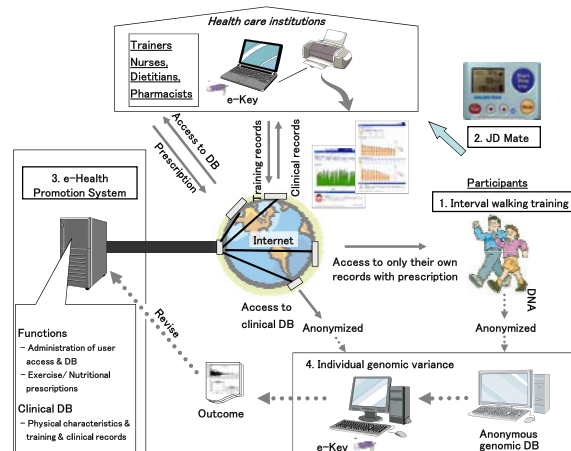 Health care institutions
Trainers
Nurses,
Dietitians,
Pharmacists
e-Key
2. JD Mate
Access to DB
Prescription
Training records
Clinical records
3. e-Health
Promotion System
Participants
1. Interval walking training
Internet
Access to only their own
records with prescription
DNA
Access to
clinical DB
Anonymized
Anonymized
Revise
Functions
- Administration of user
access & DB
- Exercise/ Nutritional
prescriptions
Clinical DB
- Physical characteristics &
training & clinical records
Outcome
4. Individual genomic variance
e-Key
Anonymous
genomic DB